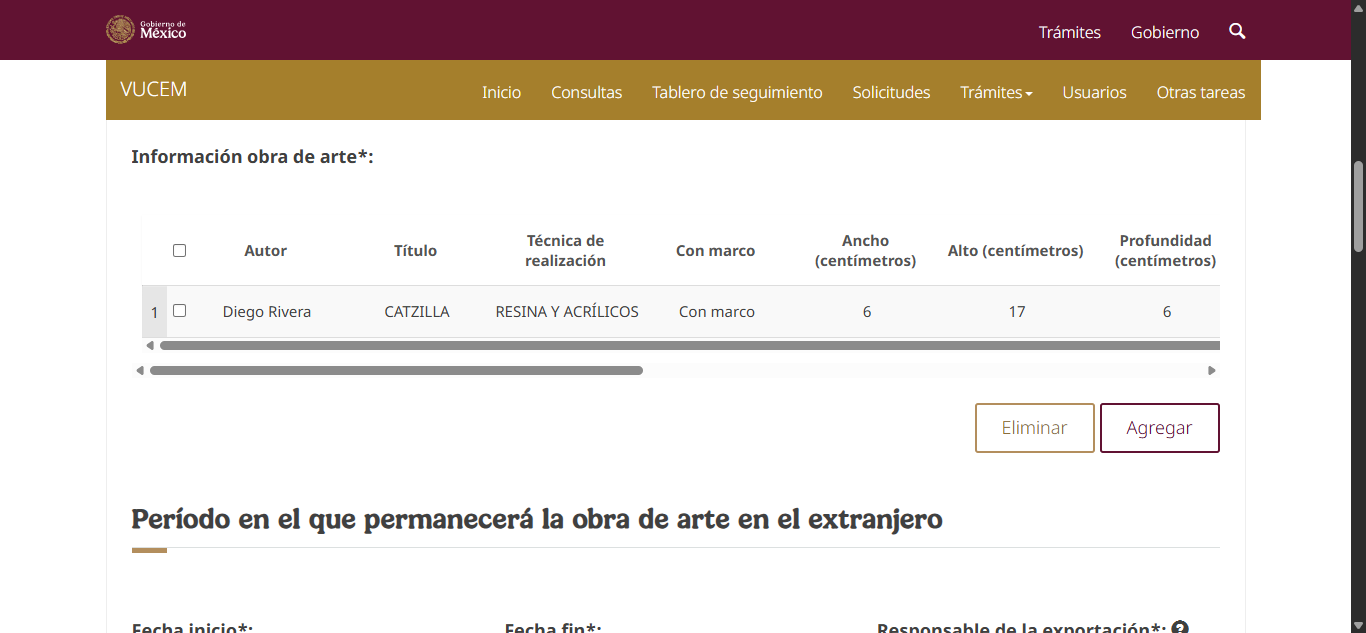 Gobierno de
México
Trámites Gobierno
VUCEM Inicio Consultas Tablero de seguimiento Solicitudes Trámites Usuarios Otras tareas
Información obra de arte*:
Autor Título Técnica de realización Con marco Ancho (centímetros) Alto (centímetros) Profundidad (centímetros)
1 Diego Rivera CATZILLA RESINA Y ACRÍLICOS Con marco 6 17 6
Eliminar Agregar
Período en el que permanecerá la obra de arte en el extranjero
Fecha inicio*: Fecha fin*: Responsable de la exportación*: ?